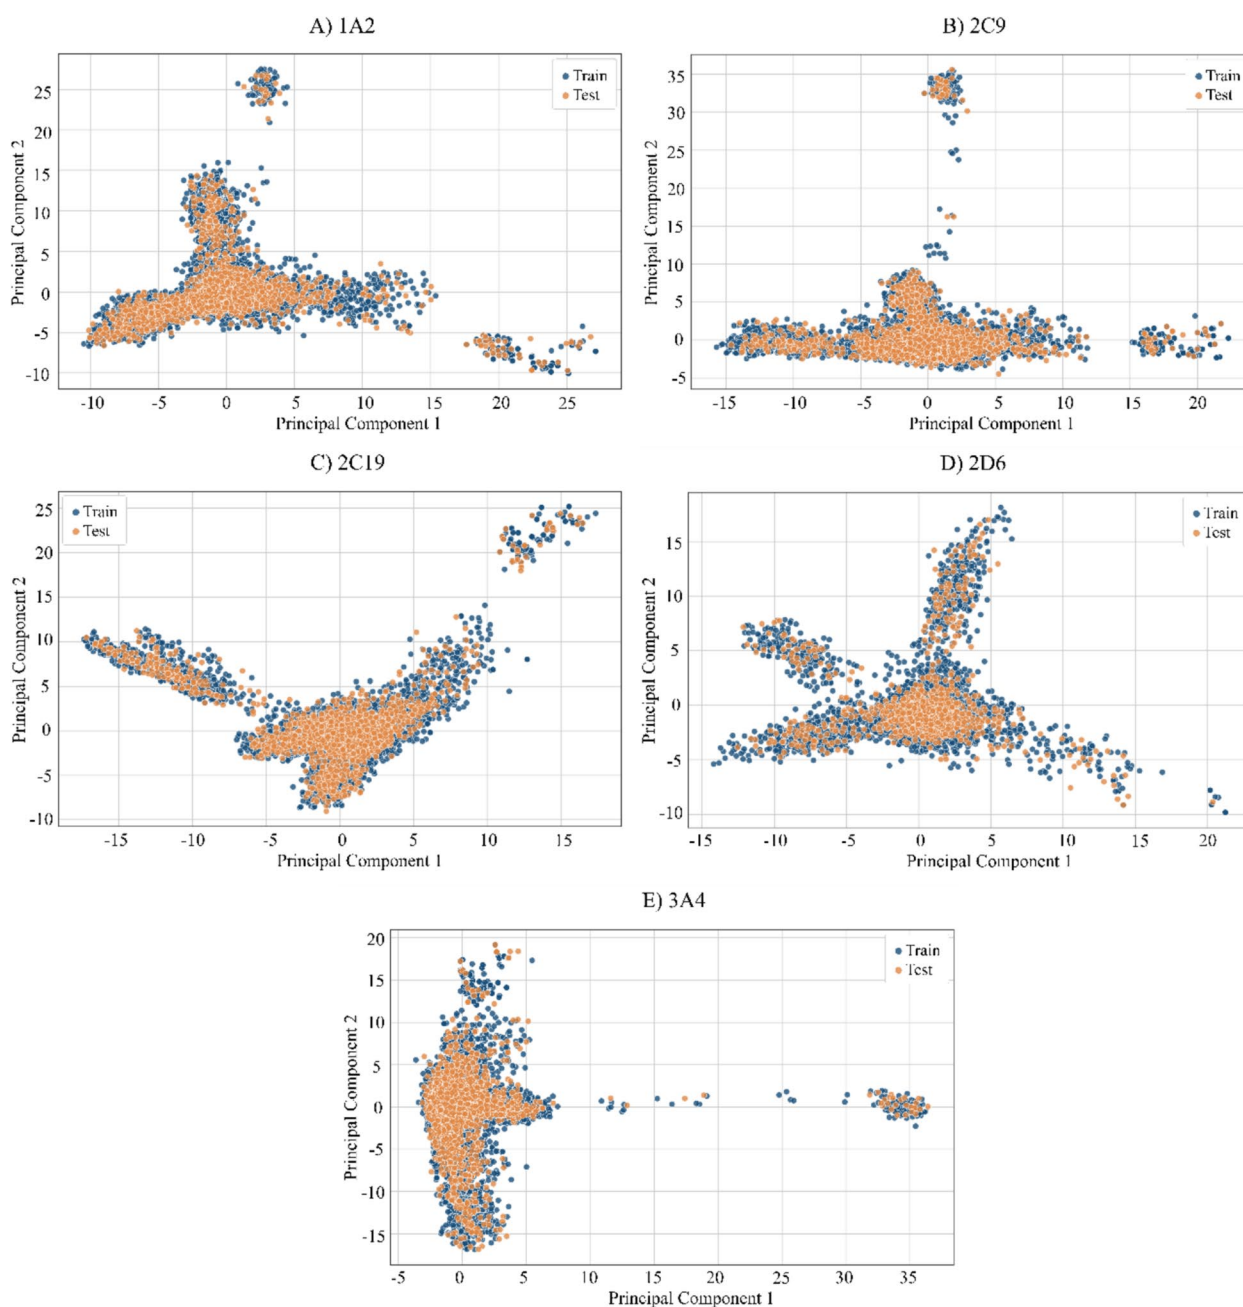 A) 1A2
Train
Test
25
20
15
10
5
0
-5
-10
Principal Component 2
-10 -5 0 5 10 15 20 25
Principal Component 1
B) 2C9
Train
Test
35
30
25
20
15
10
5
0
-5
Principal Component 2
-15 -10 -5 0 5 10 15 20
Principal Component 1
C) 2C19
Train
Test
25
20
15
10
5
0
-5
-10
Principal Component 2
-15 -10 -5 0 5 10 15
Principal Component 1
D) 2D6
Train
Test
15
10
5
0
-5
-10
Principal Component 2
-15 -10 -5 0 5 10 15 20
Principal Component 1
E) 3A4
Train
Test
20
15
10
5
0
-5
-10
-15
Principal Component 2
-5 0 5 10 15 20 25 30 35
Principal Component 1